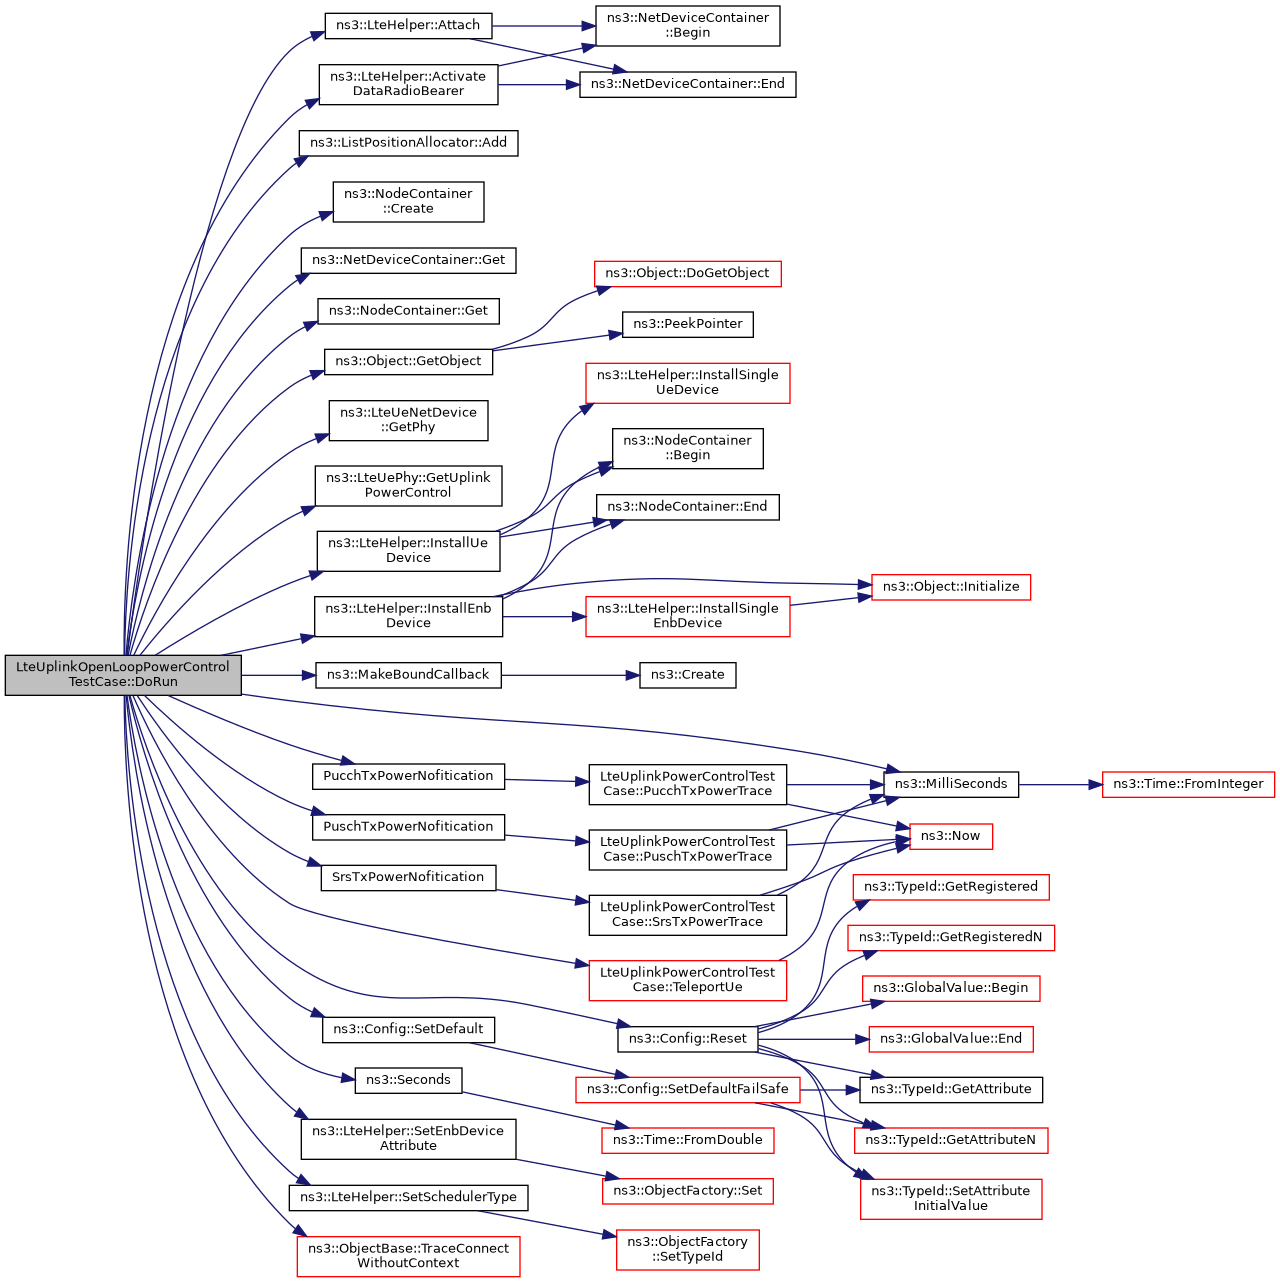 ns3::LteHelper::Attach
ns3::NetDeviceContainer
::Begin
ns3::LteHelper::Activate
DataRadioBearer
ns3::NetDeviceContainer::End
ns3::ListPositionAllocator::Add
ns3::NodeContainer
::Create
ns3::NetDeviceContainer::Get
ns3::Object::DoGetObject
ns3::NodeContainer::Get
ns3::PeekPointer
ns3::Object::GetObject
ns3::LteHelper::InstallSingle
UeDevice
ns3::LteUeNetDevice
::GetPhy
ns3::NodeContainer
::Begin
ns3::LteUePhy::GetUplink
PowerControl
ns3::NodeContainer::End
ns3::LteHelper::InstallUe
Device
ns3::Object::Initialize
ns3::LteHelper::InstallEnb
Device
ns3::LteHelper::InstallSingle
EnbDevice
LteUplinkOpenLoopPowerControl
TestCase::DoRun
ns3::MakeBoundCallback
ns3::Create
PucchTxPowerNofitication
LteUplinkPowerControlTest
Case::PucchTxPowerTrace
ns3::MilliSeconds
ns3::Time::FromInteger
PuschTxPowerNofitication
LteUplinkPowerControlTest
Case::PuschTxPowerTrace
ns3::Now
SrsTxPowerNofitication
LteUplinkPowerControlTest
Case::SrsTxPowerTrace
ns3::TypeId::GetRegistered
ns3::TypeId::GetRegisteredN
LteUplinkPowerControlTest
Case::TeleportUe
ns3::GlobalValue::Begin
ns3::Config::SetDefault
ns3::Config::Reset
ns3::GlobalValue::End
ns3::Seconds
ns3::Config::SetDefaultFailSafe
ns3::TypeId::GetAttribute
ns3::LteHelper::SetEnbDevice
Attribute
ns3::Time::FromDouble
ns3::TypeId::GetAttributeN
ns3::LteHelper::SetSchedulerType
ns3::ObjectFactory::Set
ns3::TypeId::SetAttribute
InitialValue
ns3::ObjectBase::TraceConnect
WithoutContext
ns3::ObjectFactory
::SetTypeId